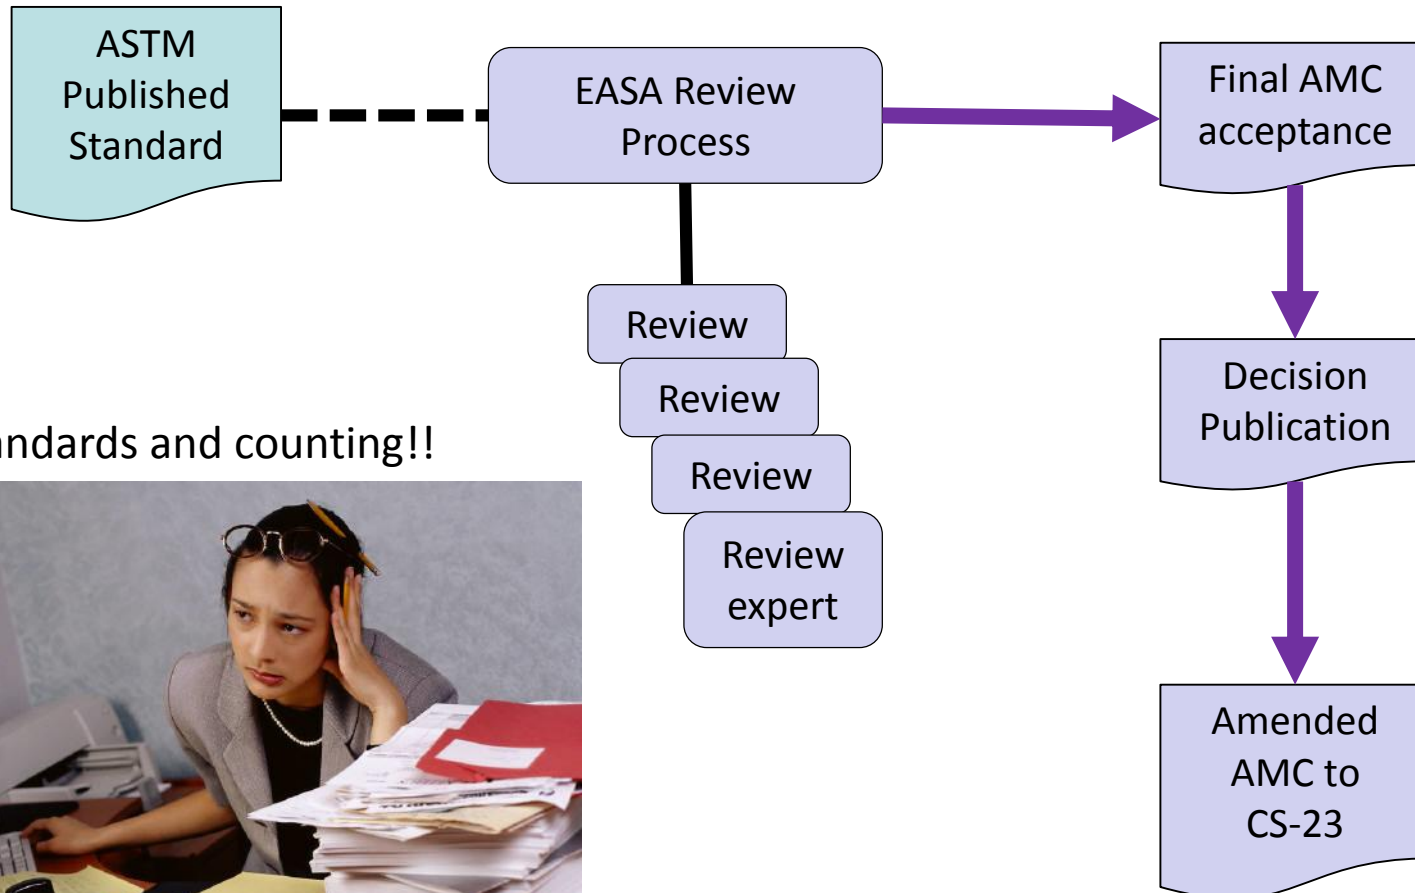 ASTM
Published
Standard
EASA Review
Process
Final AMC
acceptance
Review
Review
Review
Review
expert
Decision
Publication
and counting!!
Amended
AMC to
CS-23